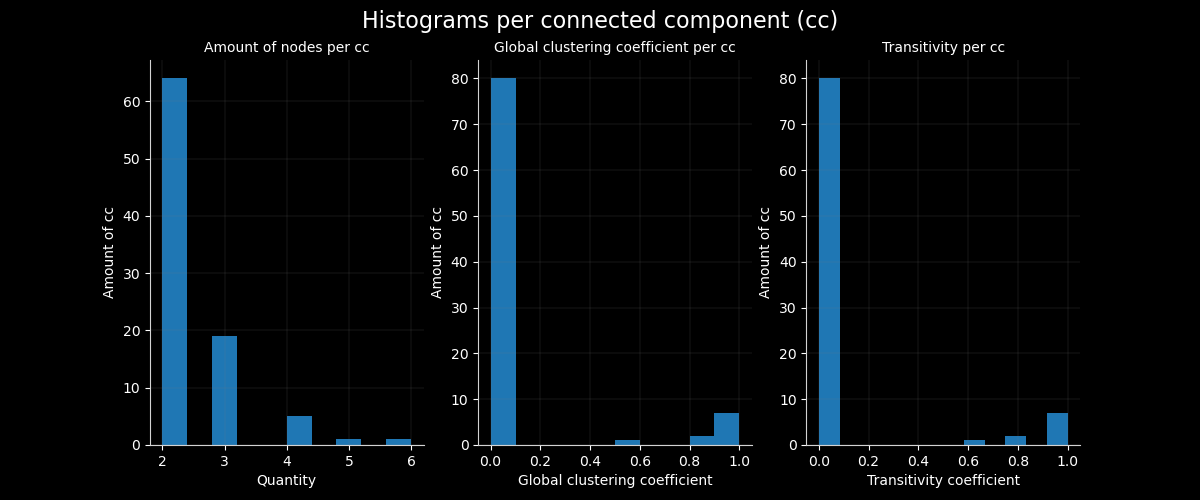 Histograms per connected component (cc)
Amount of nodes per cc
Global clustering coefficient per cc
Transitivity per cc
Amount of cc
60
50
40
30
20
10
0
2 3 4 5 6
Quantity
Amount of cc
80
70
60
50
40
30
20
10
0
0.0 0.2 0.4 0.6 0.8 1.0
Global clustering coefficient
Amount of cc
80
70
60
50
40
30
20
10
0
0.0 0.2 0.4 0.6 0.8 1.0
Transitivity coefficient